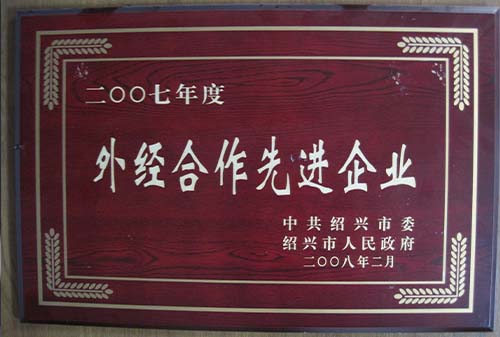 二〇〇七年度
外经合作先进企业
中共绍兴市委
绍兴市人民政府
二〇〇八年二月